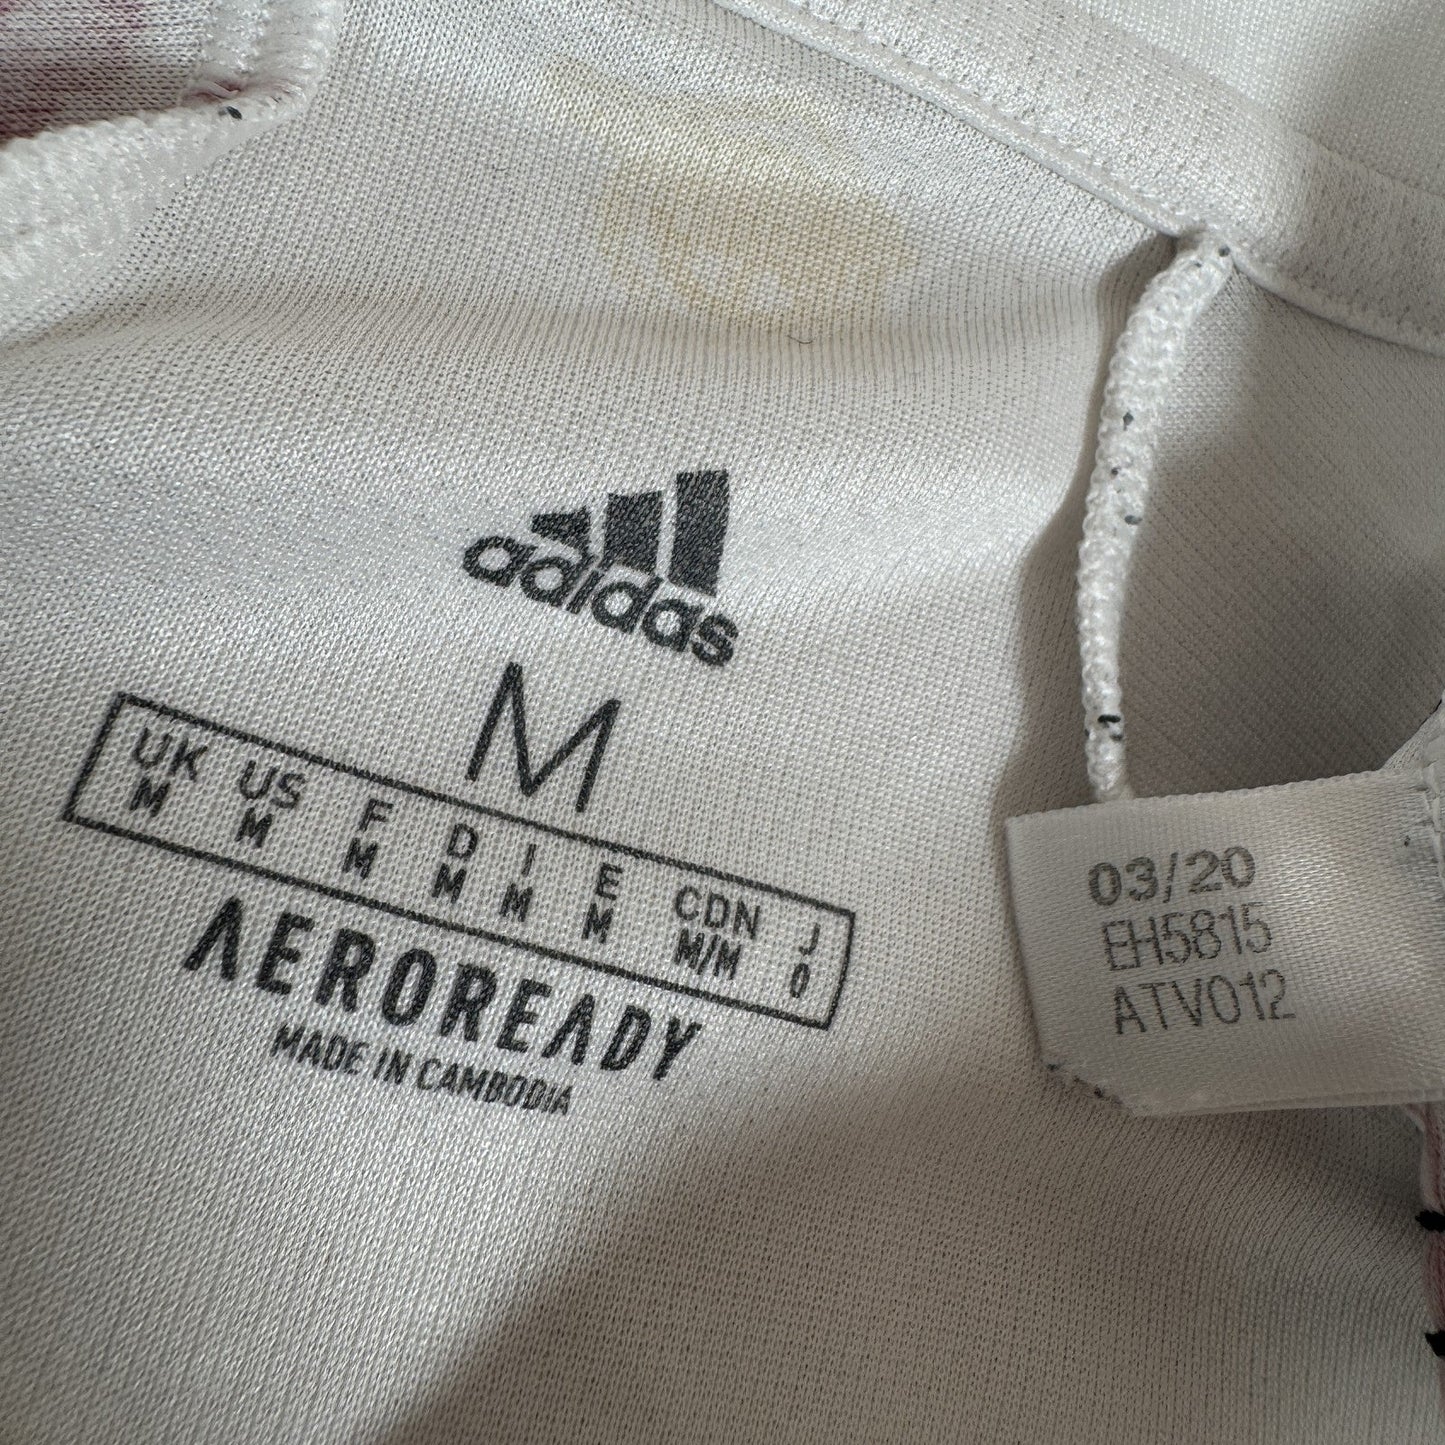 adidas
M
UK US F D I E CDN J
M M M M M M M/M O
AEROREADY
MADE IN CAMBODIA
03/20
EH5815
ATV012